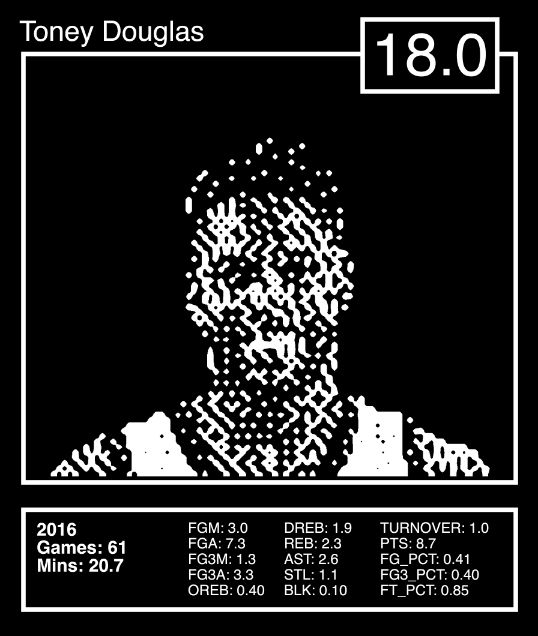 Toney Douglas
18.0
2016
Games: 61
Mins: 20.7
FGM: 3.0
FGA: 7.3
FG3M: 1.3
FG3A: 3.3
OREB: 0.40
DREB: 1.9
REB: 2.3
AST: 2.6
STL: 1.1
BLK: 0.10
TURNOVER: 1.0
PTS: 8.7
FG_PCT: 0.41
FG3_PCT: 0.40
FT_PCT: 0.85